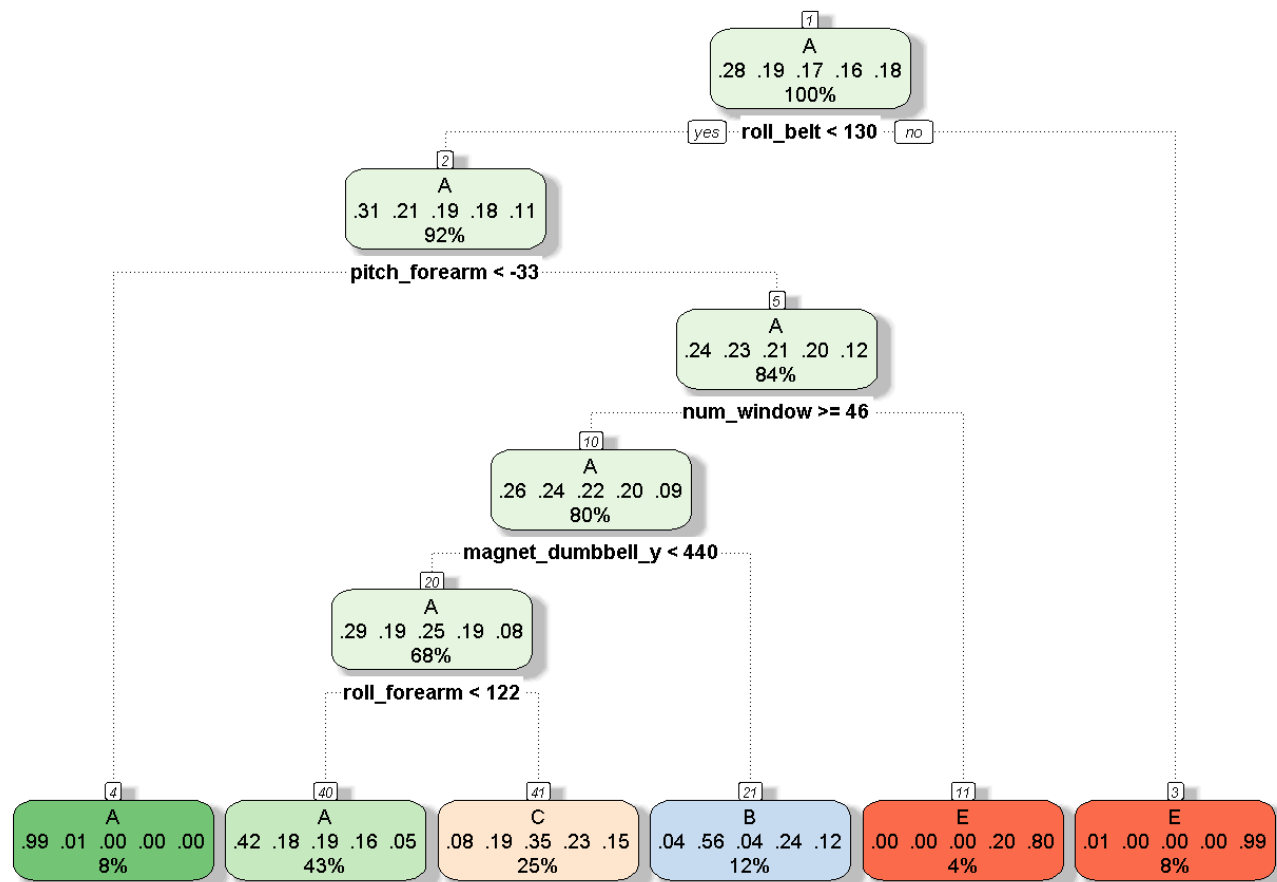 1
A
.28 .19 .17 .16 .18
100%
yes roll_belt < 130 no
2
A
.31 .21 .19 .18 .11
92%
pitch_forearm < -33
5
A
.24 .23 .21 .20 .12
84%
num_window >= 46
10
A
.26 .24 .22 .20 .09
80%
magnet_dumbbell_y < 440
20
A
.29 .19 .25 .19 .08
68%
roll_forearm < 122
4
A
.99 .01 .00 .00 .00
8%
40
A
.42 .18 .19 .16 .05
43%
41
C
.08 .19 .35 .23 .15
25%
21
B
.04 .56 .04 .24 .12
12%
11
E
.00 .00 .00 .20 .80
4%
3
E
.01 .00 .00 .00 .99
8%